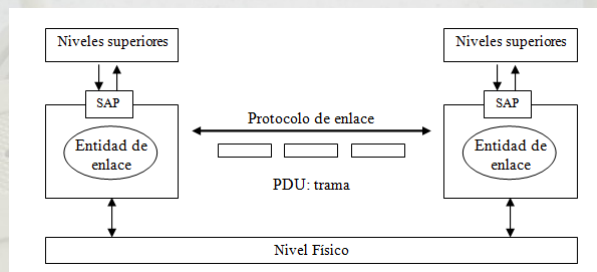 Niveles superiores
Niveles superiores
SAP
SAP
Protocolo de enlace
Entidad de
enlace
Entidad de
enlace
PDU: trama
Nivel Físico